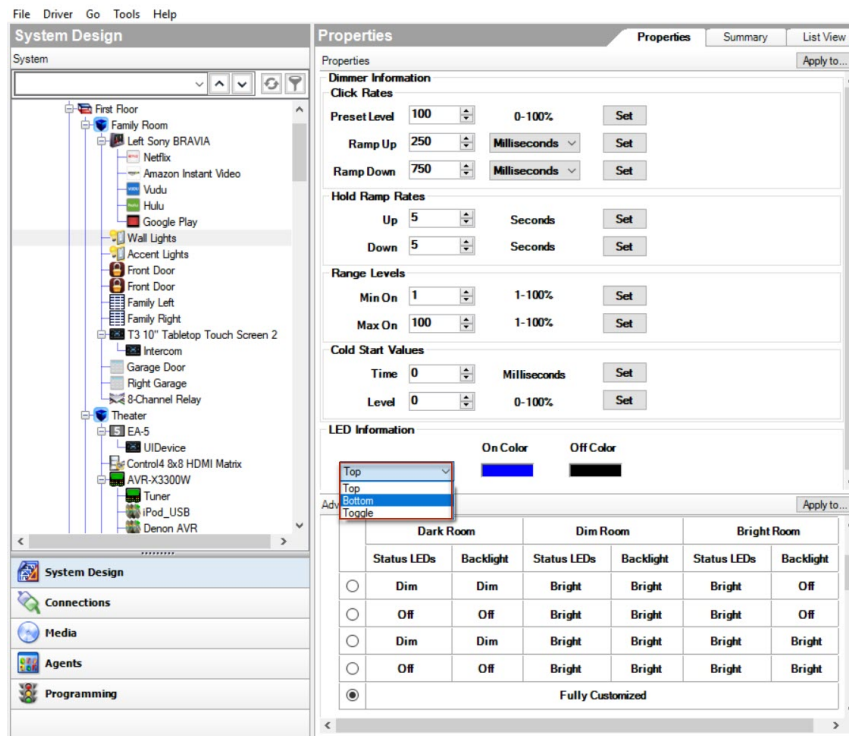 File Driver Go Tools Help
System Design
System
First Floor
Family Room
Left Sony BRAVIA
Netflix
Amazon Instant Video
Vudu
Hulu
Google Play
Wall Lights
Accent Lights
Front Door
Front Door
Family Left
Family Right
T3 10" Tabletop Touch Screen 2
Intercom
Garage Door
Right Garage
8-Channel Relay
Theater
EA-5
UIDevice
Control4 8x8 HDMI Matrix
AVR-X3300W
Tuner
iPod_USB
Denon AVR
System Design
Connections
Media
Agents
Programming
Properties
Properties Summary List View
Properties Apply to...
Dimmer Information
Click Rates
Preset Level 100 0-100% Set
Ramp Up 250 Milliseconds Set
Ramp Down 750 Milliseconds Set
Hold Ramp Rates
Up 5 Seconds Set
Down 5 Seconds Set
Range Levels
Min On 1 1-100% Set
Max On 100 1-100% Set
Cold Start Values
Time 0 Milliseconds Set
Level 0 0-100% Set
LED Information
On Color Off Color
Top
Top
Bottom
Toggle
Adv Apply to...
Dark Room Dim Room Bright Room
Status LEDs Backlight Status LEDs Backlight Status LEDs Backlight
Dim Dim Bright Bright Bright Off
Off Off Bright Bright Bright Off
Dim Dim Bright Bright Bright Bright
Off Off Bright Bright Bright Bright
Fully Customized